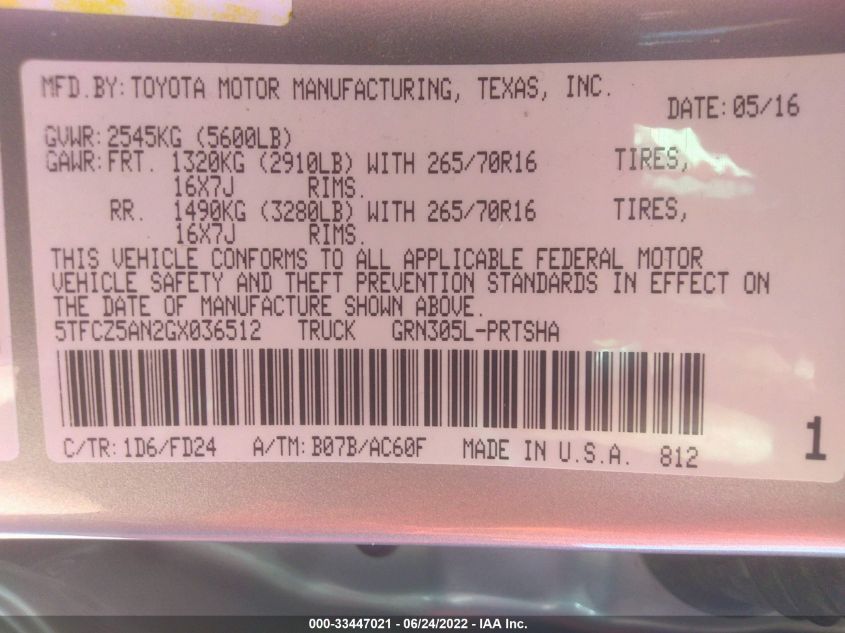 MFD.BY: TOYOTA MOTOR MANUFACTURING, TEXAS, INC.
DATE: 05/16
GVWR: 2545KG (5600LB)
GAWR: FRT. 1320KG (2910LB) WITH 265/70R16 TIRES,
16X7J RIMS.
RR. 1490KG (3280LB) WITH 265/70R16 TIRES,
16X7J RIMS.
THIS VEHICLE CONFORMS TO ALL APPLICABLE FEDERAL MOTOR
VEHICLE SAFETY AND THEFT PREVENTION STANDARDS IN EFFECT ON
THE DATE OF MANUFACTURE SHOWN ABOVE.
5TFCZ5AN2GX036512 TRUCK GRN305L-PRTSHA
C/TR: 1D6/FD24 A/TM: B07B/AC60F MADE IN U.S.A. 812 1
000-33447021 - 06/24/2022 - IAA Inc.